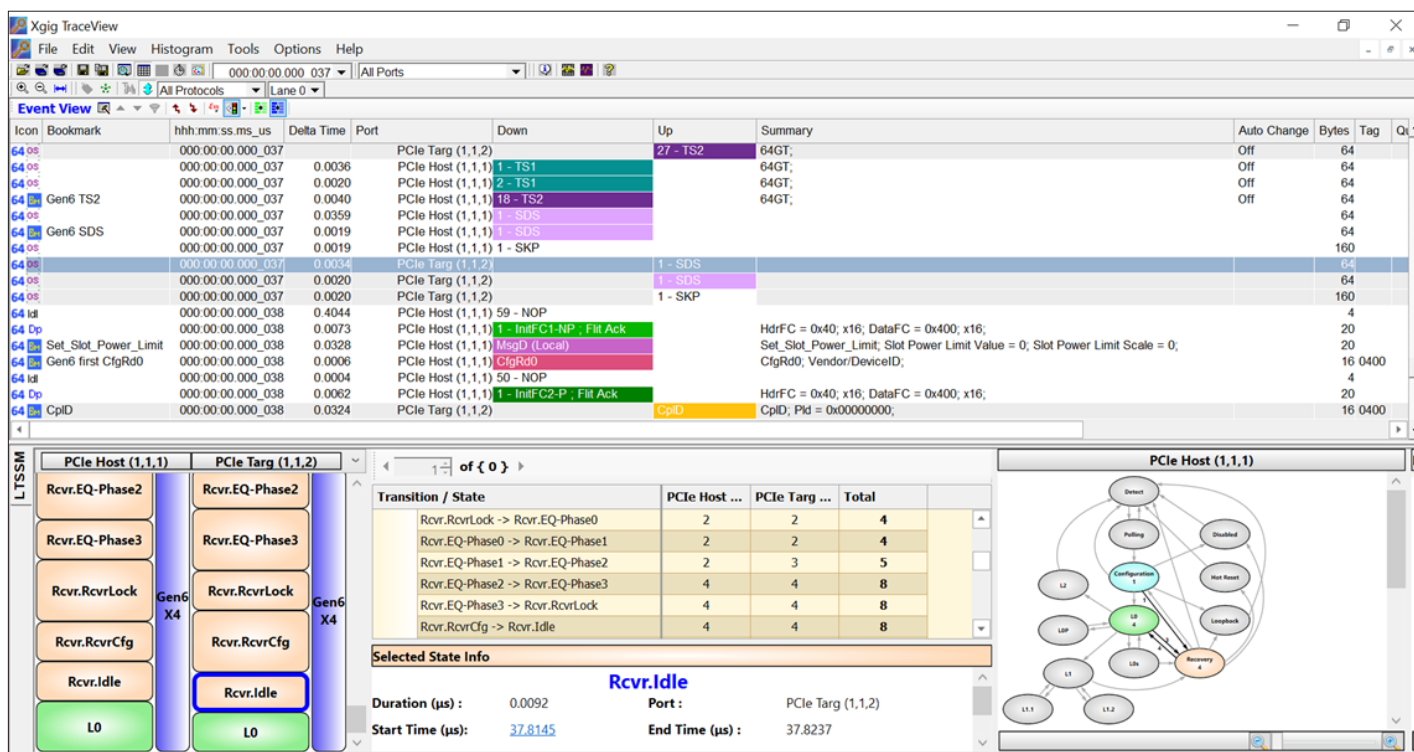 Xgig TraceView
File Edit View Histogram Tools Options Help
000:00:00.000 037 All Ports
All Protocols Lane 0
Event View
Icon Bookmark hhh:mm:ss.ms_us Delta Time Port Down Up Summary Auto Change Bytes Tag
64 os 000:00:00.000_037 PCIe Targ (1,1,2) 27 - TS2 64GT; Off 64
64 os 000:00:00.000_037 0.0036 PCIe Host (1,1,1) 1 - TS1 64GT; Off 64
64 os 000:00:00.000_037 0.0020 PCIe Host (1,1,1) 2 - TS1 64GT; Off 64
64 Bm Gen6 TS2 000:00:00.000_037 0.0040 PCIe Host (1,1,1) 18 - TS2 64GT; Off 64
64 os 000:00:00.000_037 0.0359 PCIe Host (1,1,1) 1 - SDS 64
64 Bm Gen6 SDS 000:00:00.000_037 0.0019 PCIe Host (1,1,1) 1 - SDS 64
64 os 000:00:00.000_037 0.0019 PCIe Host (1,1,1) 1 - SKP 160
64 os 000:00:00.000_037 0.0034 PCIe Targ (1,1,2) 1 - SDS 64
64 os 000:00:00.000_037 0.0020 PCIe Targ (1,1,2) 1 - SDS 64
64 os 000:00:00.000_037 0.0020 PCIe Targ (1,1,2) 1 - SKP 160
64 Idl 000:00:00.000_038 0.4044 PCIe Host (1,1,1) 59 - NOP 4
64 Dp 000:00:00.000_038 0.0073 PCIe Host (1,1,1) 1 - InitFC1-NP ; Flit Ack HdrFC = 0x40; x16; DataFC = 0x400; x16; 20
64 Bm Set_Slot_Power_Limit 000:00:00.000_038 0.0328 PCIe Host (1,1,1) MsgD (Local) Set_Slot_Power_Limit; Slot Power Limit Value = 0; Slot Power Limit Scale = 0; 20
64 Bm Gen6 first CfgRd0 000:00:00.000_038 0.0006 PCIe Host (1,1,1) CfgRd0 CfgRd0; Vendor/DeviceID; 16 0400
64 Idl 000:00:00.000_038 0.0004 PCIe Host (1,1,1) 50 - NOP 4
64 Dp 000:00:00.000_038 0.0062 PCIe Host (1,1,1) 1 - InitFC2-P ; Flit Ack HdrFC = 0x40; x16; DataFC = 0x400; x16; 20
64 Bm CplD 000:00:00.000_038 0.0324 PCIe Targ (1,1,2) CplD CplD; Pld = 0x00000000; 16 0400
LTSSM
PCIe Host (1,1,1) PCIe Targ (1,1,2)
Rcvr.EQ-Phase2 Rcvr.EQ-Phase2
Rcvr.EQ-Phase3 Rcvr.EQ-Phase3
Rcvr.RcvrLock Gen6 X4 Rcvr.RcvrLock Gen6 X4
Rcvr.RcvrCfg Rcvr.RcvrCfg
Rcvr.Idle Rcvr.Idle
L0 L0
1 of { 0 }
Transition / State PCIe Host ... PCIe Targ ... Total
Rcvr.RcvrLock -> Rcvr.EQ-Phase0 2 2 4
Rcvr.EQ-Phase0 -> Rcvr.EQ-Phase1 2 2 4
Rcvr.EQ-Phase1 -> Rcvr.EQ-Phase2 2 3 5
Rcvr.EQ-Phase2 -> Rcvr.EQ-Phase3 4 4 8
Rcvr.EQ-Phase3 -> Rcvr.RcvrLock 4 4 8
Rcvr.RcvrCfg -> Rcvr.Idle 4 4 8
Selected State Info
Rcvr.Idle
Duration (µs) : 0.0092 Port : PCIe Targ (1,1,2)
Start Time (µs): 37.8145 End Time (µs) : 37.8237
PCIe Host (1,1,1)
Detect
Polling
Disabled
Configuration
1
Hot Reset
L2
1
L0
4
Loopback
L0P
3
4
L0s
Recovery
4
L1
L1.1
L1.2